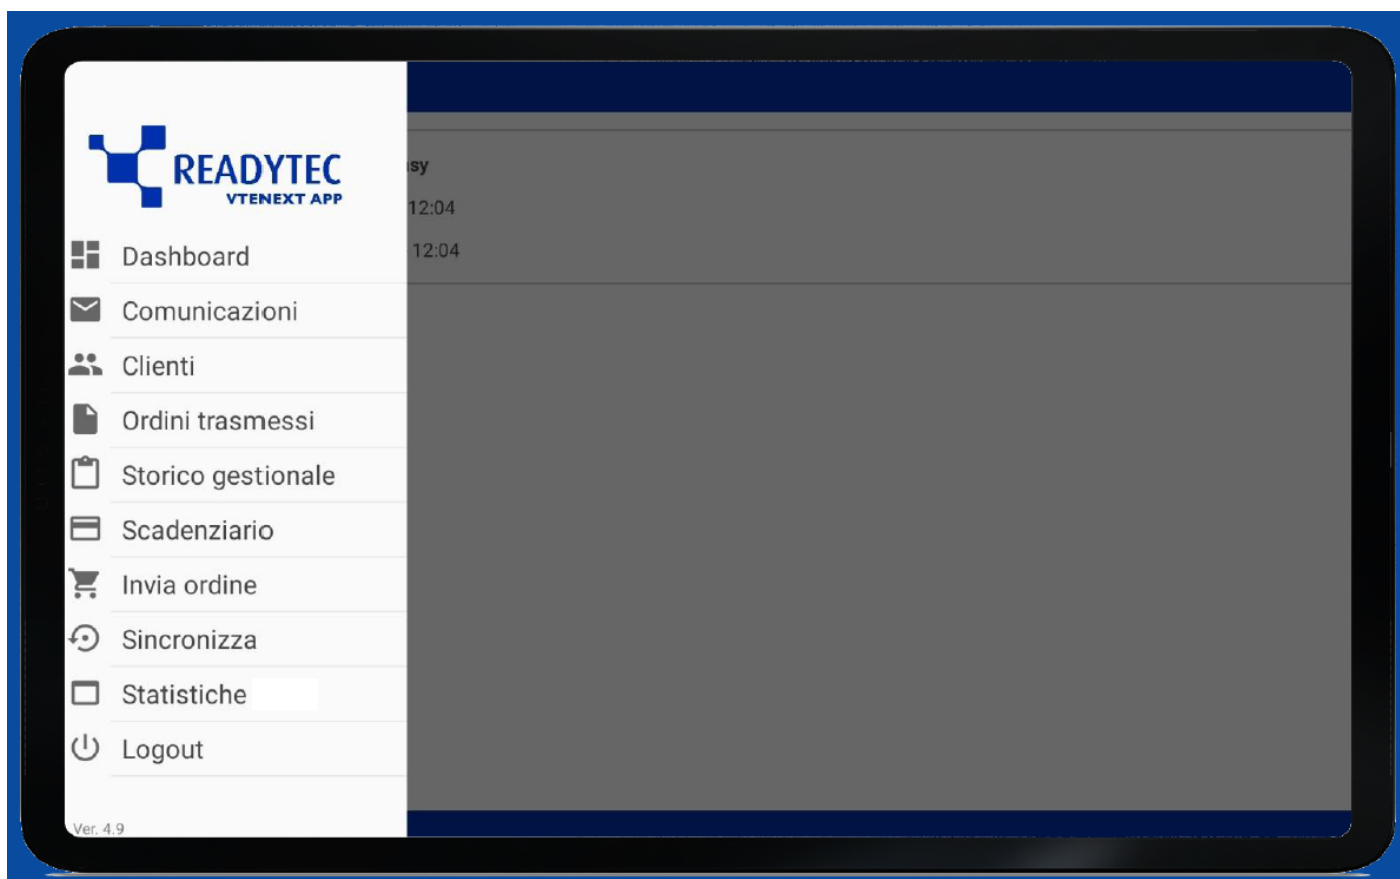 READYTEC
VTENEXT APP
Dashboard
Comunicazioni
Clienti
Ordini trasmessi
Storico gestionale
Scadenziario
Invia ordine
Sincronizza
Statistiche
Logout
Ver. 4.9
12:04
12:04